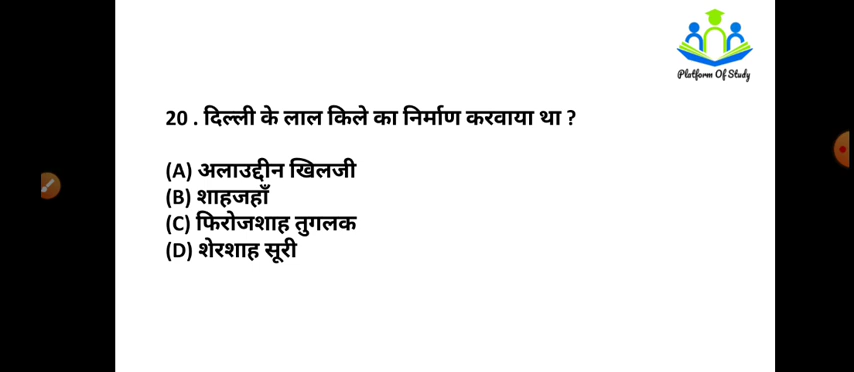 Platform Of Study
20 . दिल्ली के लाल किले का निर्माण करवाया था ?
(A) अलाउद्दीन खिलजी
(B) शाहजहाँ
(C) फिरोजशाह तुगलक
(D) शेरशाह सूरी